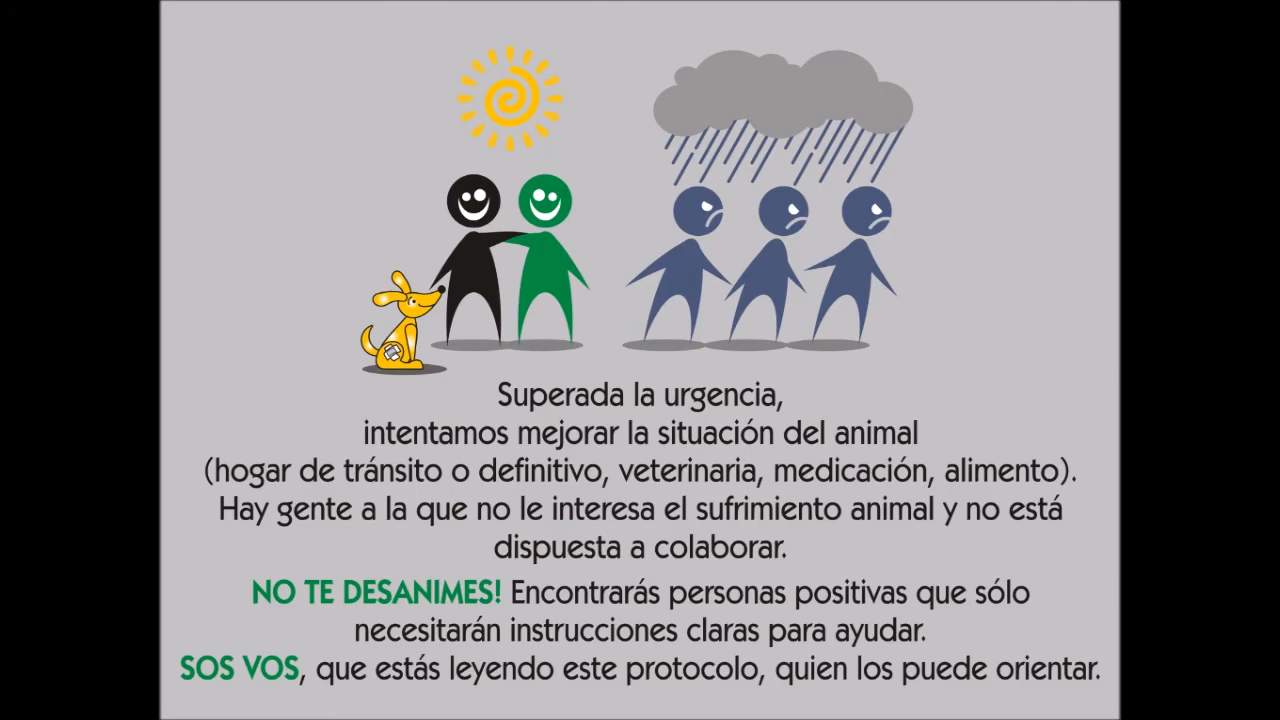 Superada la urgencia,
intentamos mejorar la situación del animal
(hogar de tránsito o definitivo, veterinaria, medicación, alimento).
Hay gente a la que no le interesa el sufrimiento animal y no está
dispuesta a colaborar.
NO TE DESANIMES! Encontrarás personas positivas que sólo
necesitarán instrucciones claras para ayudar.
SOS VOS, que estás leyendo este protocolo, quien los puede orientar.